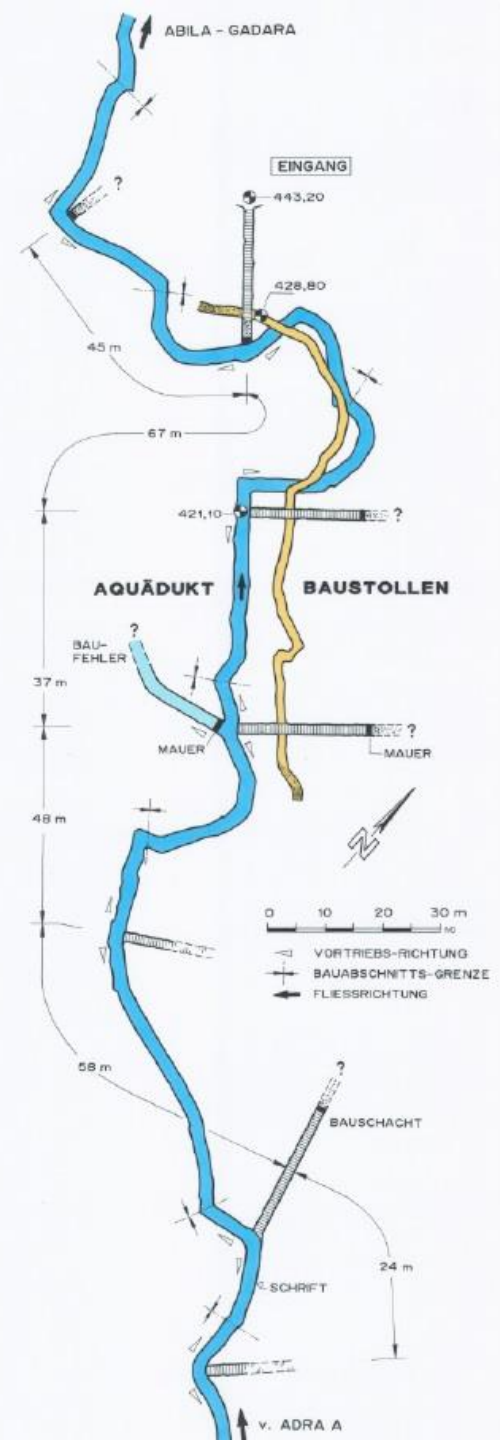 ABILA - GADARA
?
EINGANG
443,20
428,80
45 m
67 m
421,10
?
AQUÄDUKT
BAUSTOLLEN
?
BAU-
FEHLER
37 m
MAUER
?
MAUER
48 m
N
0 10 20 30 m
VORTRIEBS-RICHTUNG
BAUABSCHNITTS-GRENZE
FLIESSRICHTUNG
58 m
?
BAUSCHACHT
24 m
SCHRIFT
v. ADRA A